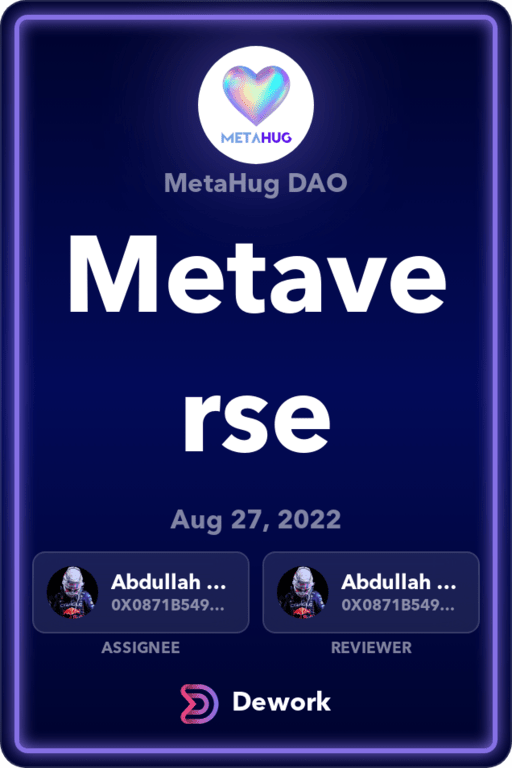 METAHUG
MetaHug DAO
Metave
rse
Aug 27, 2022
Abdullah ...
0X0871B549...
Abdullah ...
0X0871B549...
ASSIGNEE
REVIEWER
Dework